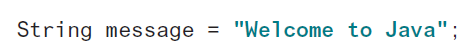 String message = "Welcome to Java";